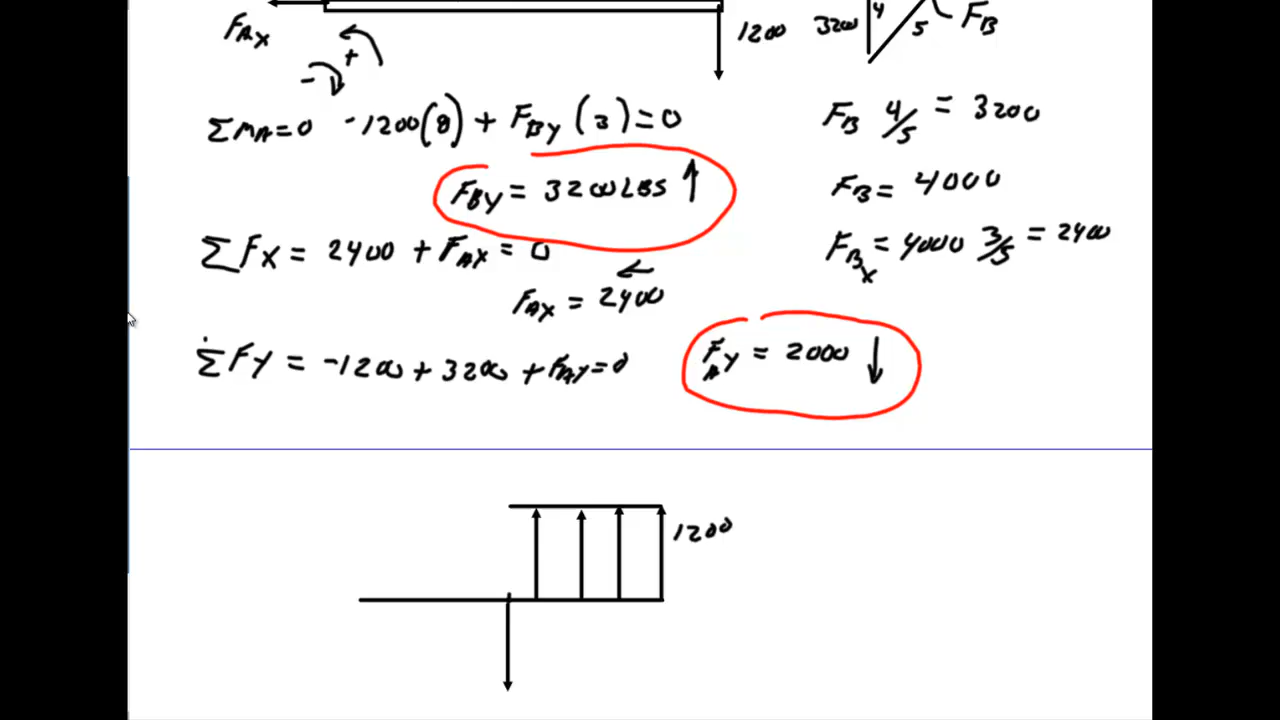 FAX
1200
3200
4
5
FB
+
-
ΣMA=0 -1200(8) + FBY (3)=0
FBY = 3200LBS ↑
ΣFX = 2400 + FAX = 0
FAX = 2400 ←
ΣFY = -1200+3200+FAY=0
FAY = 2000 ↓
FB 4/5 = 3200
FB = 4000
FBX = 4000 3/5 = 2400
1200